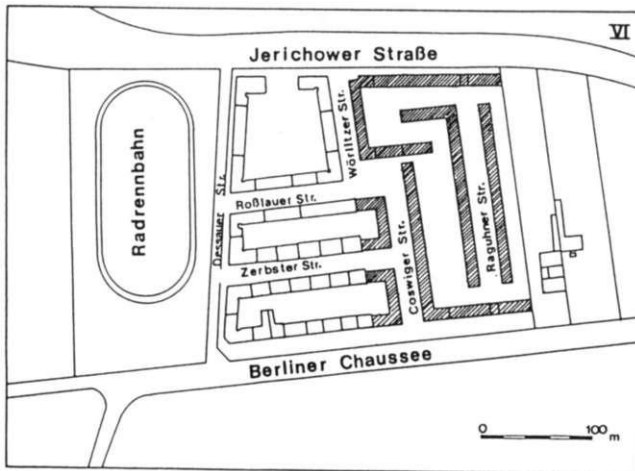 VI
Jerichower Straße
Radrennbahn
Dessauer Str.
Wörlitzer Str.
Roßlauer Str.
Zerbster Str.
Coswiger Str.
Raguhner Str.
Berliner Chaussee
0 100 m